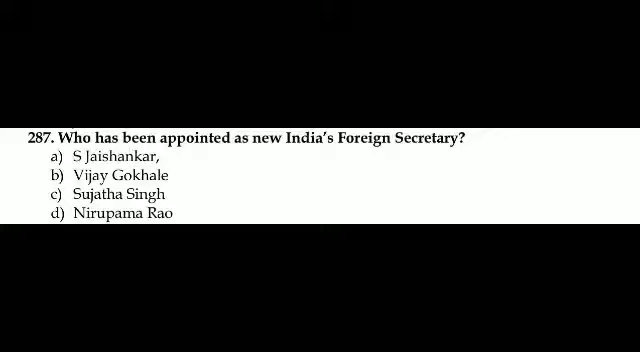 287. Who has been appointed as new India's Foreign Secretary?
a) S Jaishankar,
b) Vijay Gokhale
c) Sujatha Singh
d) Nirupama Rao